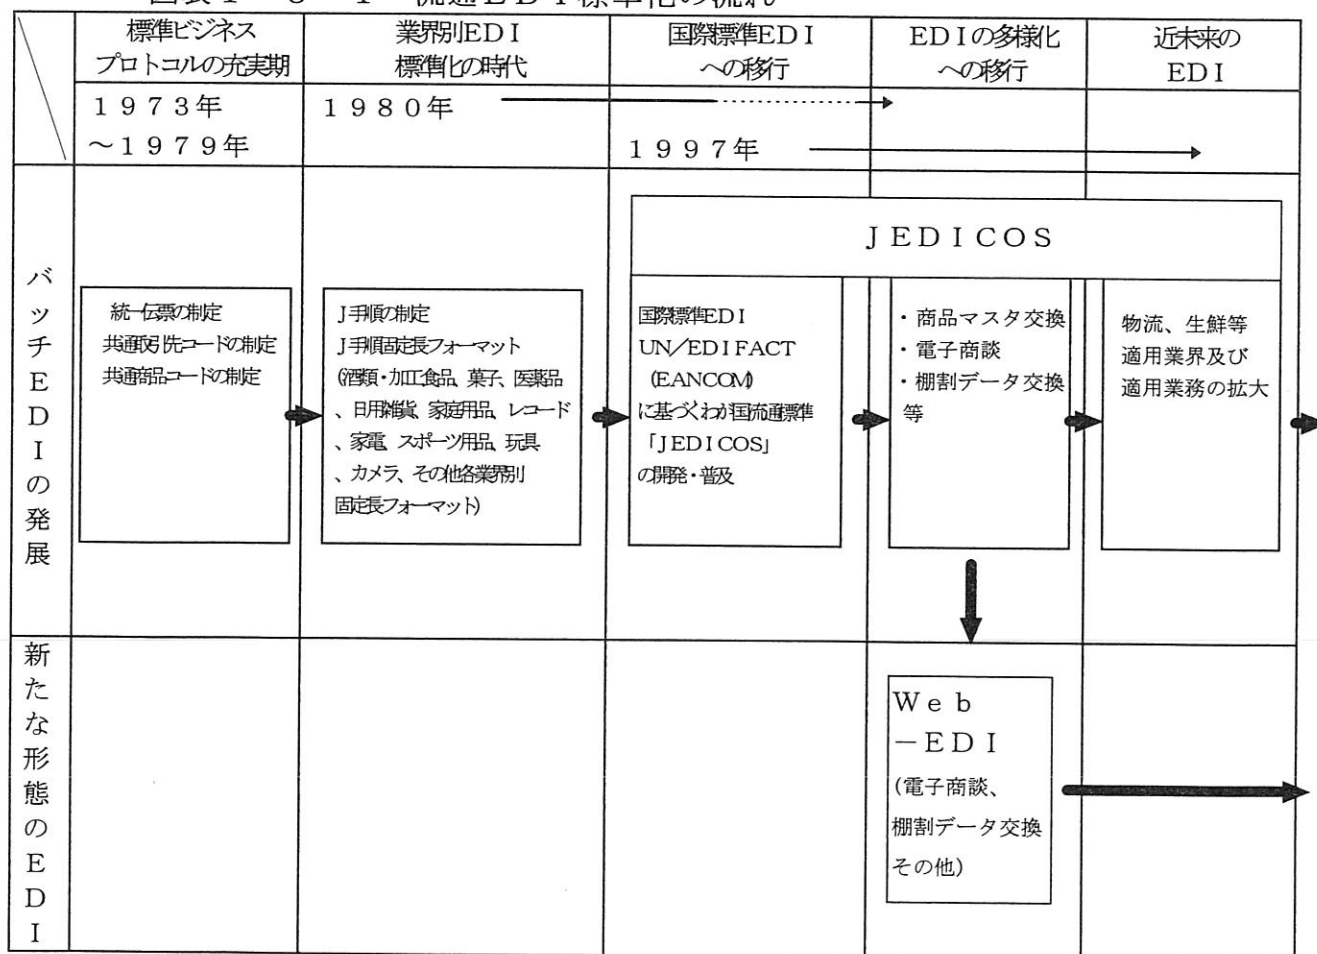 流通EDI標準化の流れ
標準ビジネス
プロトコルの充実期
業界別EDI
標準化の時代
国際標準EDI
への移行
EDIの多様化
への移行
近未来の
EDI
1973年
～1979年
1980年
1997年
バッチEDIの発展
統一伝票の制定
共通取引先コードの制定
共通商品コードの制定
J手順の制定
J手順固定長フォーマット
(酒類・加工食品、菓子、医薬品
、日用雑貨、家庭用品、レコード
、家電、スポーツ用品、玩具
、カメラ、その他各業界別
固定長フォーマット)
JEDICOS
国際標準EDI
UN/EDIFACT
(EANCOM)
に基づくわが国流通標準
「JEDICOS」
の開発・普及
・商品マスタ交換
・電子商談
・棚割データ交換
等
物流、生鮮等
適用業界及び
適用業務の拡大
新たな形態のEDI
Web
－EDI
(電子商談、
棚割データ交換
その他)